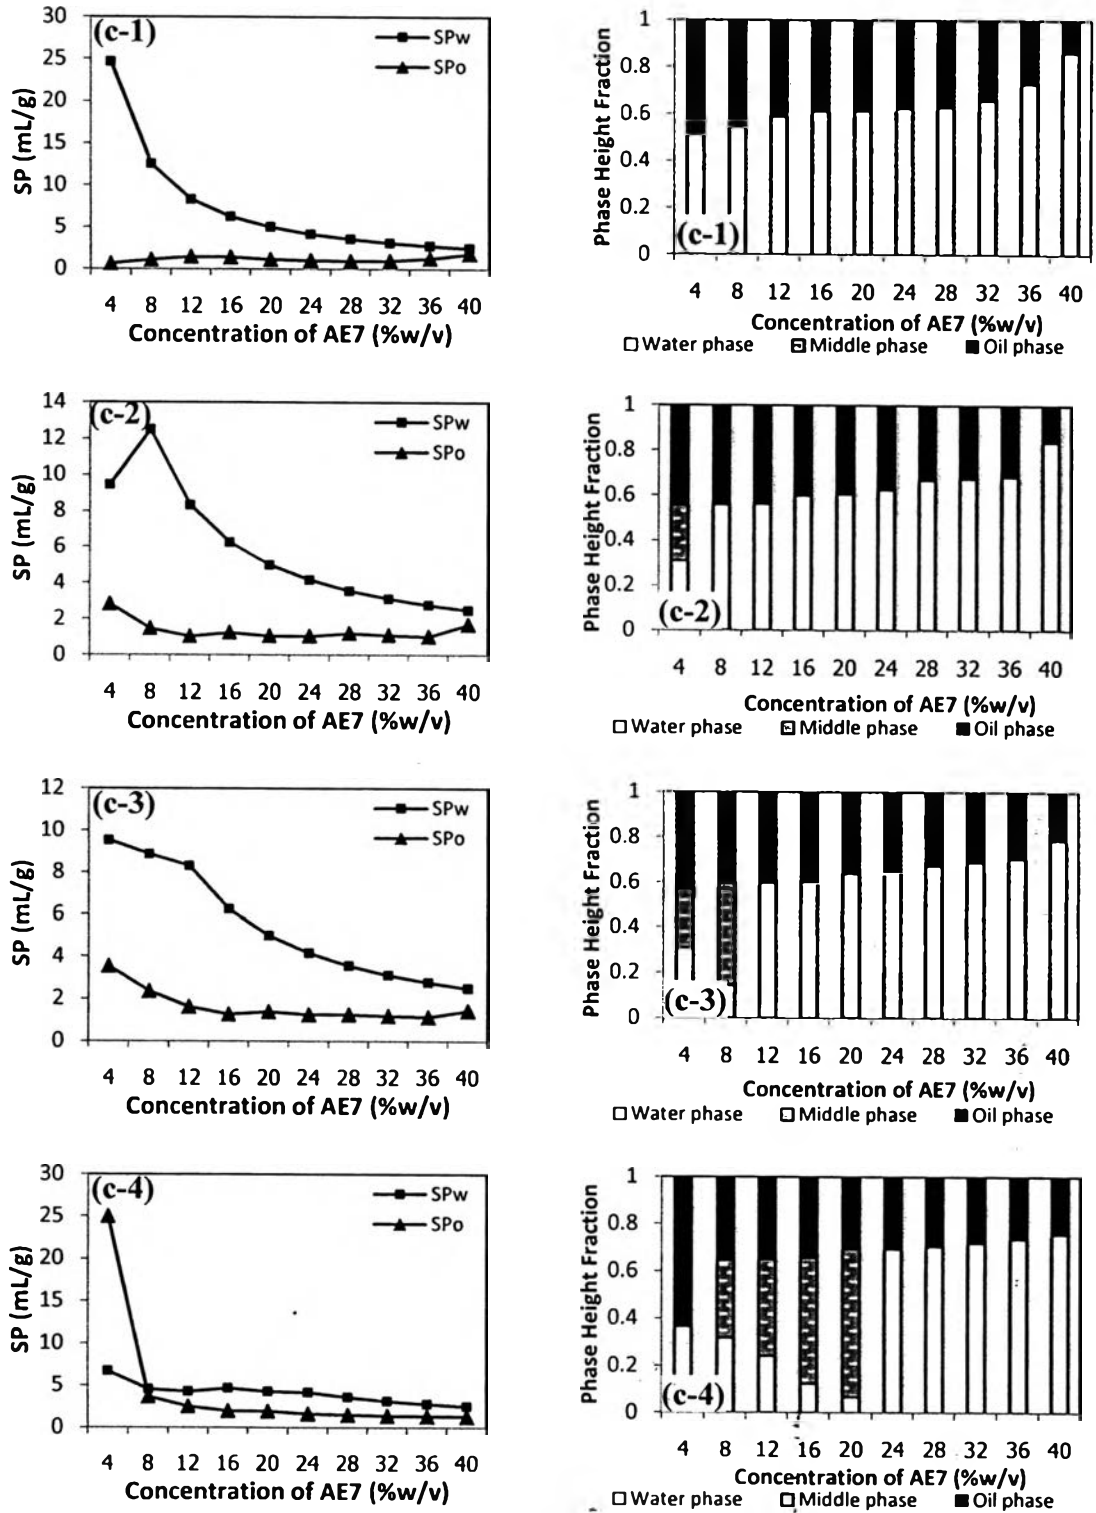 30
25
20
15
10
5
0
SP (mL/g)
(c-1)
SPw
SPo
4 8 12 16 20 24 28 32 36 40
Concentration of AE7 (%w/v)
1
0.8
0.6
0.4
0.2
0
Phase Height Fraction
(c-1)
4 8 12 16 20 24 28 32 36 40
Concentration of AE7 (%w/v)
Water phase Middle phase Oil phase
14
12
10
8
6
4
2
0
SP (mL/g)
(c-2)
SPw
SPo
4 8 12 16 20 24 28 32 36 40
Concentration of AE7 (%w/v)
1
0.8
0.6
0.4
0.2
0
Phase Height Fraction
(c-2)
4 8 12 16 20 24 28 32 36 40
Concentration of AE7 (%w/v)
Water phase Middle phase Oil phase
12
10
8
6
4
2
0
SP (mL/g)
(c-3)
SPw
SPo
4 8 12 16 20 24 28 32 36 40
Concentration of AE7 (%w/v)
1
0.8
0.6
0.4
0.2
0
Phase Height Fraction
(c-3)
4 8 12 16 20 24 28 32 36 40
Concentration of AE7 (%w/v)
Water phase Middle phase Oil phase
30
25
20
15
10
5
0
SP (mL/g)
(c-4)
SPw
SPo
4 8 12 16 20 24 28 32 36 40
Concentration of AE7 (%w/v)
1
0.8
0.6
0.4
0.2
0
Phase Height Fraction
(c-4)
4 8 12 16 20 24 28 32 36 40
Concentration of AE7 (%w/v)
Water phase Middle phase Oil phase